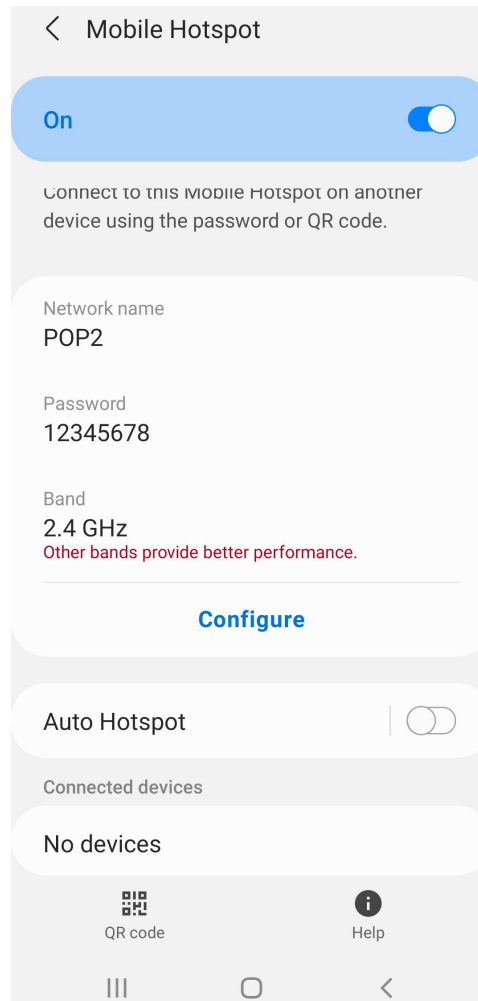 Mobile Hotspot
On
Connect to this Mobile Hotspot on another
device using the password or QR code.
Network name
POP2
Password
12345678
Band
2.4 GHz
Other bands provide better performance.
Configure
Auto Hotspot
Connected devices
No devices
QR code
Help